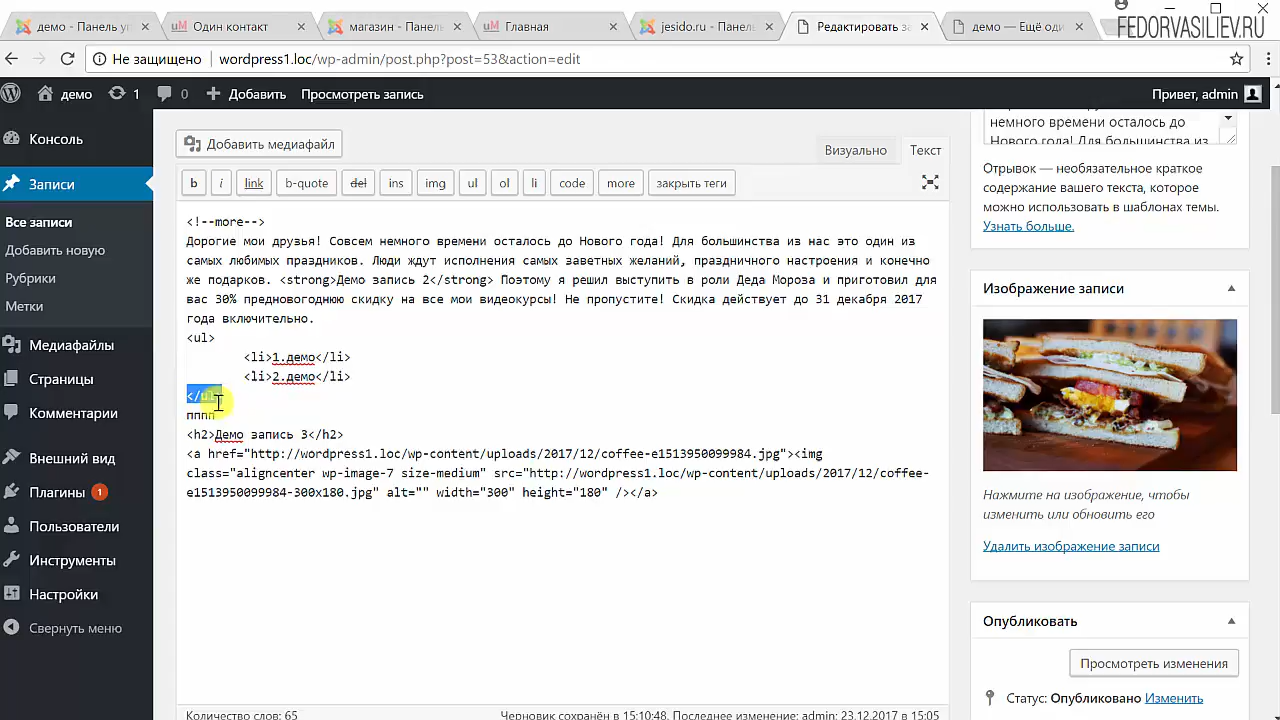 демо - Панель уп
Один контакт
магазин - Панель
Главная
jesido.ru - Панель
Редактировать за
демо — Ещё оди
FEDORVASILIEV.RU
Не защищено
wordpress1.loc/wp-admin/post.php?post=53&action=edit
демо
1
0
Добавить
Просмотреть запись
Привет, admin
Консоль
Записи
Все записи
Добавить новую
Рубрики
Метки
Медиафайлы
Страницы
Комментарии
Внешний вид
Плагины 1
Пользователи
Инструменты
Настройки
Свернуть меню
Добавить медиафайл
Визуально
Текст
b i link b-quote del ins img ul ol li code more закрыть теги
<!--more-->
Дорогие мои друзья! Совсем немного времени осталось до Нового года! Для большинства из нас это один из
самых любимых праздников. Люди ждут исполнения самых заветных желаний, праздничного настроения и конечно
же подарков. <strong>Демо запись 2</strong> Поэтому я решил выступить в роли Деда Мороза и приготовил для
вас 30% предновогоднюю скидку на все мои видеокурсы! Не пропустите! Скидка действует до 31 декабря 2017
года включительно.
<ul>
<li>1.демо</li>
<li>2.демо</li>
</ul>
пппп
<h2>Демо запись 3</h2>
<a href="http://wordpress1.loc/wp-content/uploads/2017/12/coffee-e1513950099984.jpg"><img
class="aligncenter wp-image-7 size-medium" src="http://wordpress1.loc/wp-content/uploads/2017/12/coffee-
e1513950099984-300x180.jpg" alt="" width="300" height="180" /></a>
Количество слов: 65
Черновик сохранён в 15:10:48. Последнее изменение: admin; 23.12.2017 в 15:05
немного времени осталось до
Нового года! Для большинства из
Отрывок — необязательное краткое
содержание вашего текста, которое
можно использовать в шаблонах темы.
Узнать больше.
Изображение записи
Нажмите на изображение, чтобы
изменить или обновить его
Удалить изображение записи
Опубликовать
Просмотреть изменения
Статус: Опубликовано Изменить